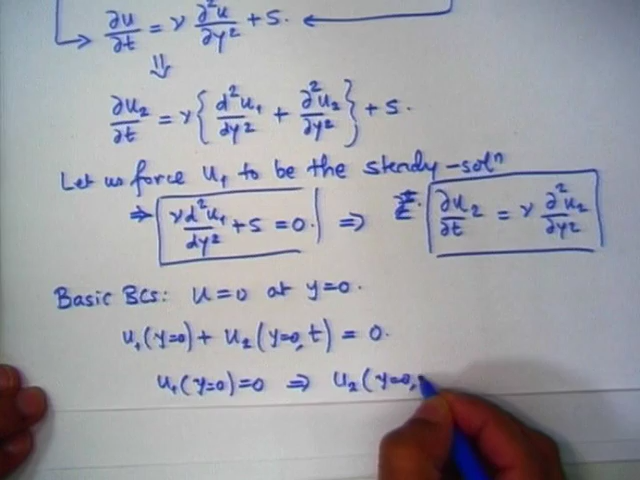 ∂u/∂t = ν ∂²u/∂y² + S.
⇓
∂u₂/∂t = ν { d²u₁/dy² + ∂²u₂/∂y² } + S.
Let us force u₁ to be the steady-solⁿ
⇒ νd²u₁/dy² + S = 0. ⇒ ∂u₂/∂t = ν ∂²u₂/∂y²
Basic BCs: u=0 at y=0.
u₁(y=0) + u₂(y=0, t) = 0.
u₁(y=0)=0 ⇒ u₂(y=0,